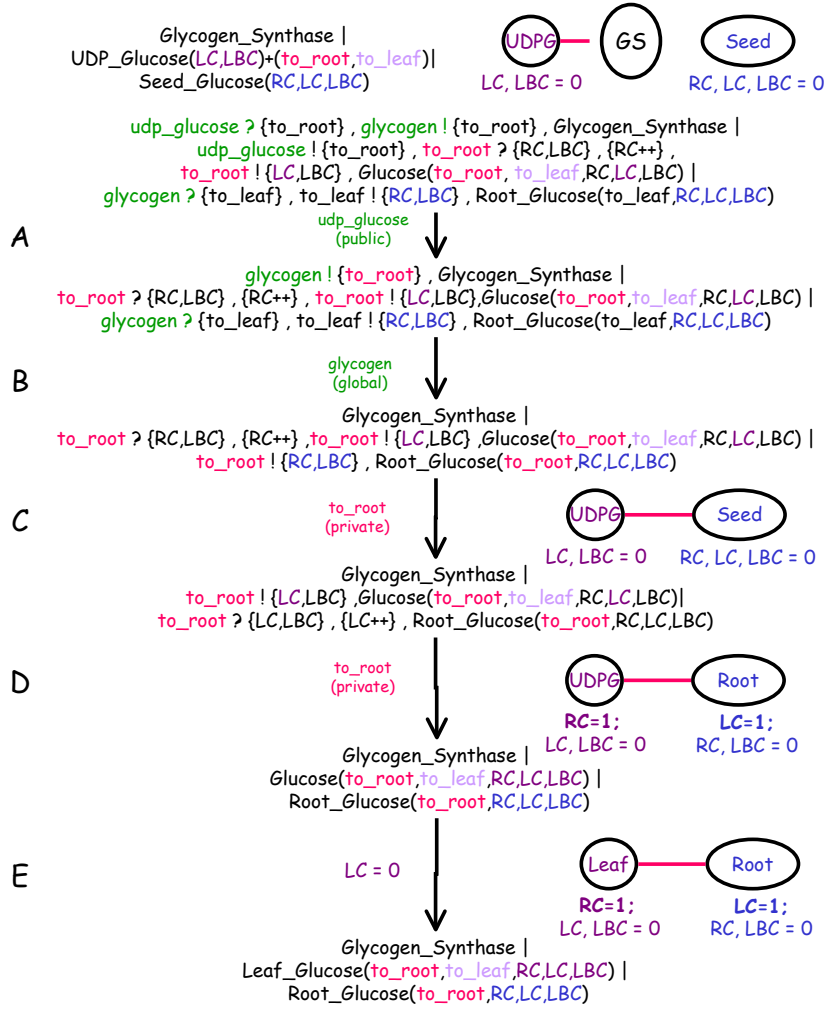 Glycogen_Synthase |
UDP_Glucose(LC,LBC)+(to_root,to_leaf)|
Seed_Glucose(RC,LC,LBC)
UDPG
GS
Seed
LC, LBC = 0
RC, LC, LBC = 0
udp_glucose ? {to_root} , glycogen ! {to_root} , Glycogen_Synthase |
udp_glucose ! {to_root} , to_root ? {RC,LBC} , {RC++} ,
to_root ! {LC,LBC} , Glucose(to_root, to_leaf,RC,LC,LBC) |
glycogen ? {to_leaf} , to_leaf ! {RC,LBC} , Root_Glucose(to_leaf,RC,LC,LBC)
A
udp_glucose
(public)
glycogen ! {to_root} , Glycogen_Synthase |
to_root ? {RC,LBC} , {RC++} , to_root ! {LC,LBC},Glucose(to_root,to_leaf,RC,LC,LBC) |
glycogen ? {to_leaf} , to_leaf ! {RC,LBC} , Root_Glucose(to_leaf,RC,LC,LBC)
B
glycogen
(global)
Glycogen_Synthase |
to_root ? {RC,LBC} , {RC++} ,to_root ! {LC,LBC} ,Glucose(to_root,to_leaf,RC,LC,LBC) |
to_root ! {RC,LBC} , Root_Glucose(to_root,RC,LC,LBC)
C
to_root
(private)
UDPG
Seed
LC, LBC = 0
RC, LC, LBC = 0
Glycogen_Synthase |
to_root ! {LC,LBC} ,Glucose(to_root,to_leaf,RC,LC,LBC)|
to_root ? {LC,LBC} , {LC++} , Root_Glucose(to_root,RC,LC,LBC)
D
to_root
(private)
UDPG
Root
RC=1;
LC=1;
LC, LBC = 0
RC, LBC = 0
Glycogen_Synthase |
Glucose(to_root,to_leaf,RC,LC,LBC) |
Root_Glucose(to_root,RC,LC,LBC)
E
LC = 0
Leaf
Root
RC=1;
LC=1;
LC, LBC = 0
RC, LBC = 0
Glycogen_Synthase |
Leaf_Glucose(to_root,to_leaf,RC,LC,LBC) |
Root_Glucose(to_root,RC,LC,LBC)